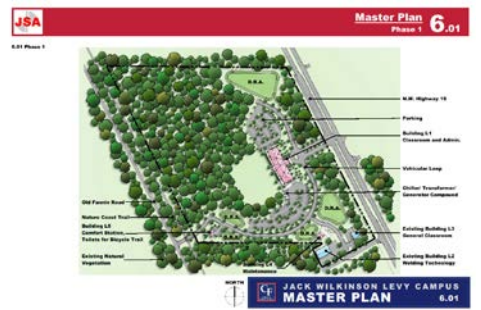 JSA
Master Plan
Phase 1
6.01
6.01 Phase 1
D.R.A.
N.W. Highway 19
Parking
Building L1
Classroom and Admin.
Vehicular Loop
Chiller/ Transformer/
Generator Compound
D.R.A.
Old Fannin Road
Nature Coast Trail
Building L5
Comfort Station,
Toilets for Bicycle Trail
Existing Natural
Vegetation
D.R.A.
D.R.A.
Maintenance
Existing Building L3
General Classroom
Existing Building L2
Welding Technology
NORTH
CF
JACK WILKINSON LEVY CAMPUS
MASTER PLAN
6.01